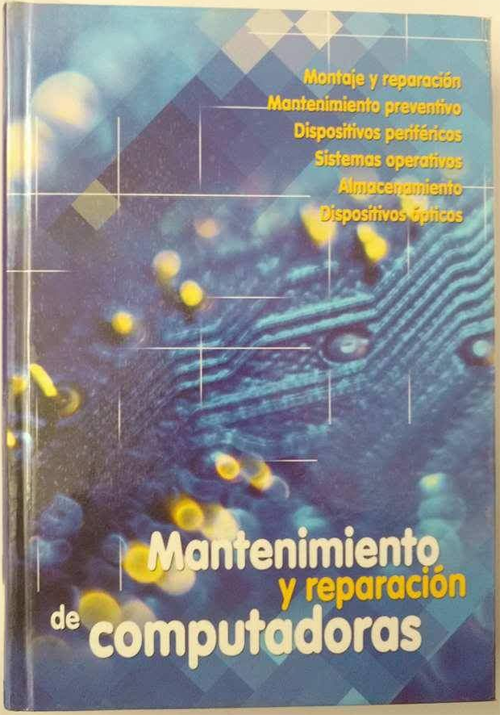 Montaje y reparación
Mantenimiento preventivo
Dispositivos periféricos
Sistemas operativos
Almacenamiento
Dispositivos ópticos
Mantenimiento
y reparación
de computadoras